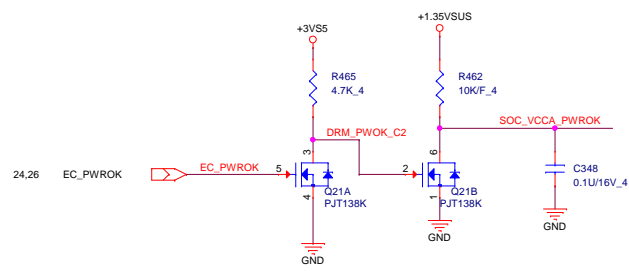 +3VS5
+1.35VSUS
R465
4.7K_4
R462
10K/F_4
DRM_PWOK_C2
SOC_VCCA_PWROK
24,26 EC_PWROK
EC_PWROK
5
3
4
Q21A
PJT138K
2
6
1
Q21B
PJT138K
C348
0.1U/16V_4
GND
GND
GND